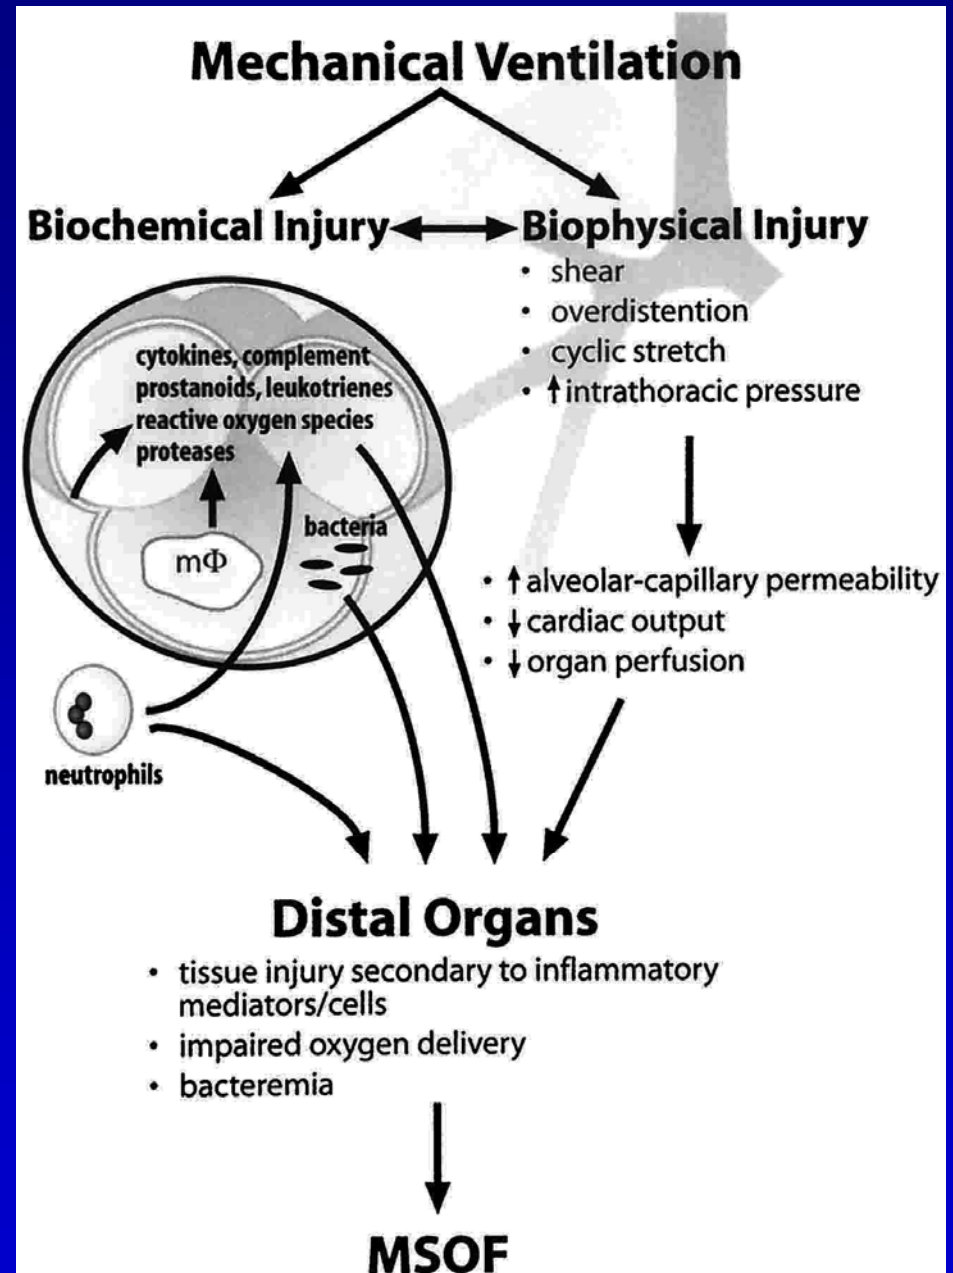 Mechanical Ventilation
Biochemical Injury
Biophysical Injury
• shear
• overdistention
• cyclic stretch
• ↑ intrathoracic pressure
cytokines, complement
prostanoids, leukotrienes
reactive oxygen species
proteases
bacteria
mΦ
neutrophils
• ↑ alveolar-capillary permeability
• ↓ cardiac output
• ↓ organ perfusion
Distal Organs
• tissue injury secondary to inflammatory
mediators/cells
• impaired oxygen delivery
• bacteremia
MSOF